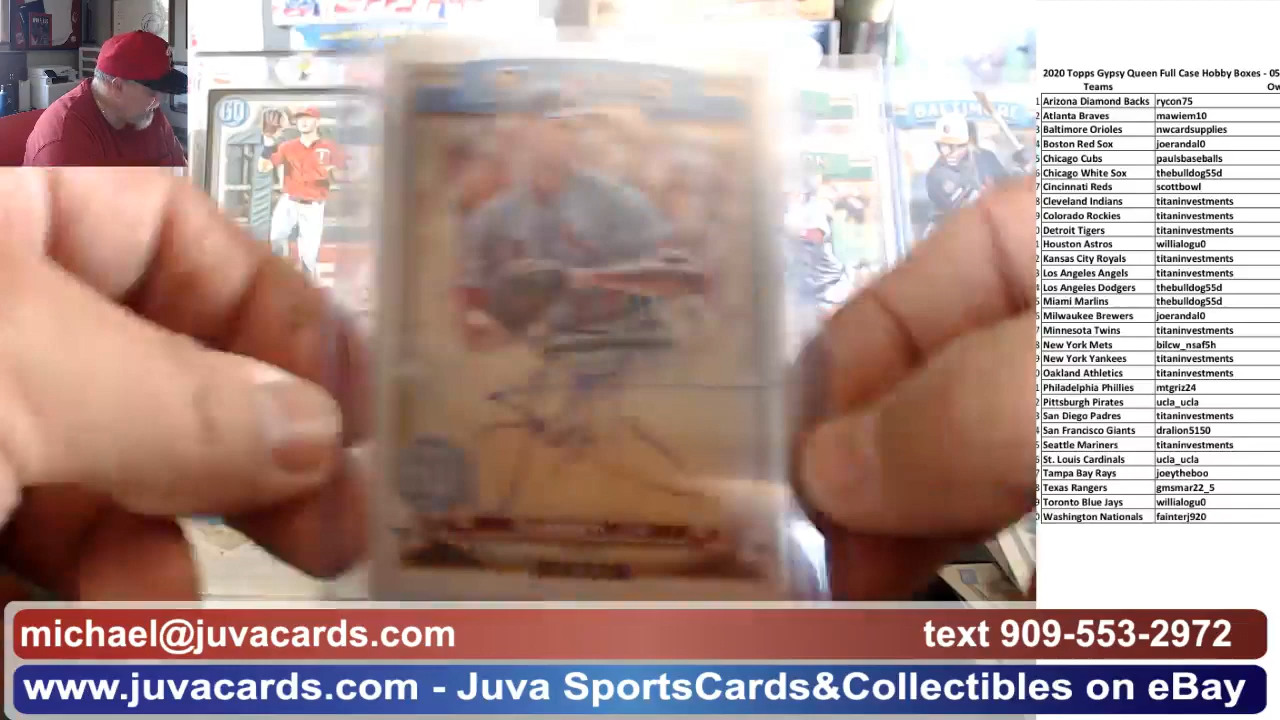 2020 Topps Gypsy Queen Full Case Hobby Boxes - 05
Teams Ow
Arizona Diamond Backs rycon75
Atlanta Braves mawiem10
Baltimore Orioles nwcardsupplies
Boston Red Sox joerandal0
Chicago Cubs paulsbaseballs
Chicago White Sox thebulldog55d
Cincinnati Reds scottbowl
Cleveland Indians titaninvestments
Colorado Rockies titaninvestments
Detroit Tigers titaninvestments
Houston Astros willialogu0
Kansas City Royals titaninvestments
Los Angeles Angels titaninvestments
Los Angeles Dodgers thebulldog55d
Miami Marlins thebulldog55d
Milwaukee Brewers joerandal0
Minnesota Twins titaninvestments
New York Mets bilcw_nsaf5h
New York Yankees titaninvestments
Oakland Athletics titaninvestments
Philadelphia Phillies mtgriz24
Pittsburgh Pirates ucla_ucla
San Diego Padres titaninvestments
San Francisco Giants dralion5150
Seattle Mariners titaninvestments
St. Louis Cardinals ucla_ucla
Tampa Bay Rays joeytheboo
Texas Rangers gmsmar22_5
Toronto Blue Jays willialogu0
Washington Nationals fainterj920
GQ
BALTIMORE
michael@juvacards.com text 909-553-2972
www.juvacards.com - Juva SportsCards&Collectibles on eBay